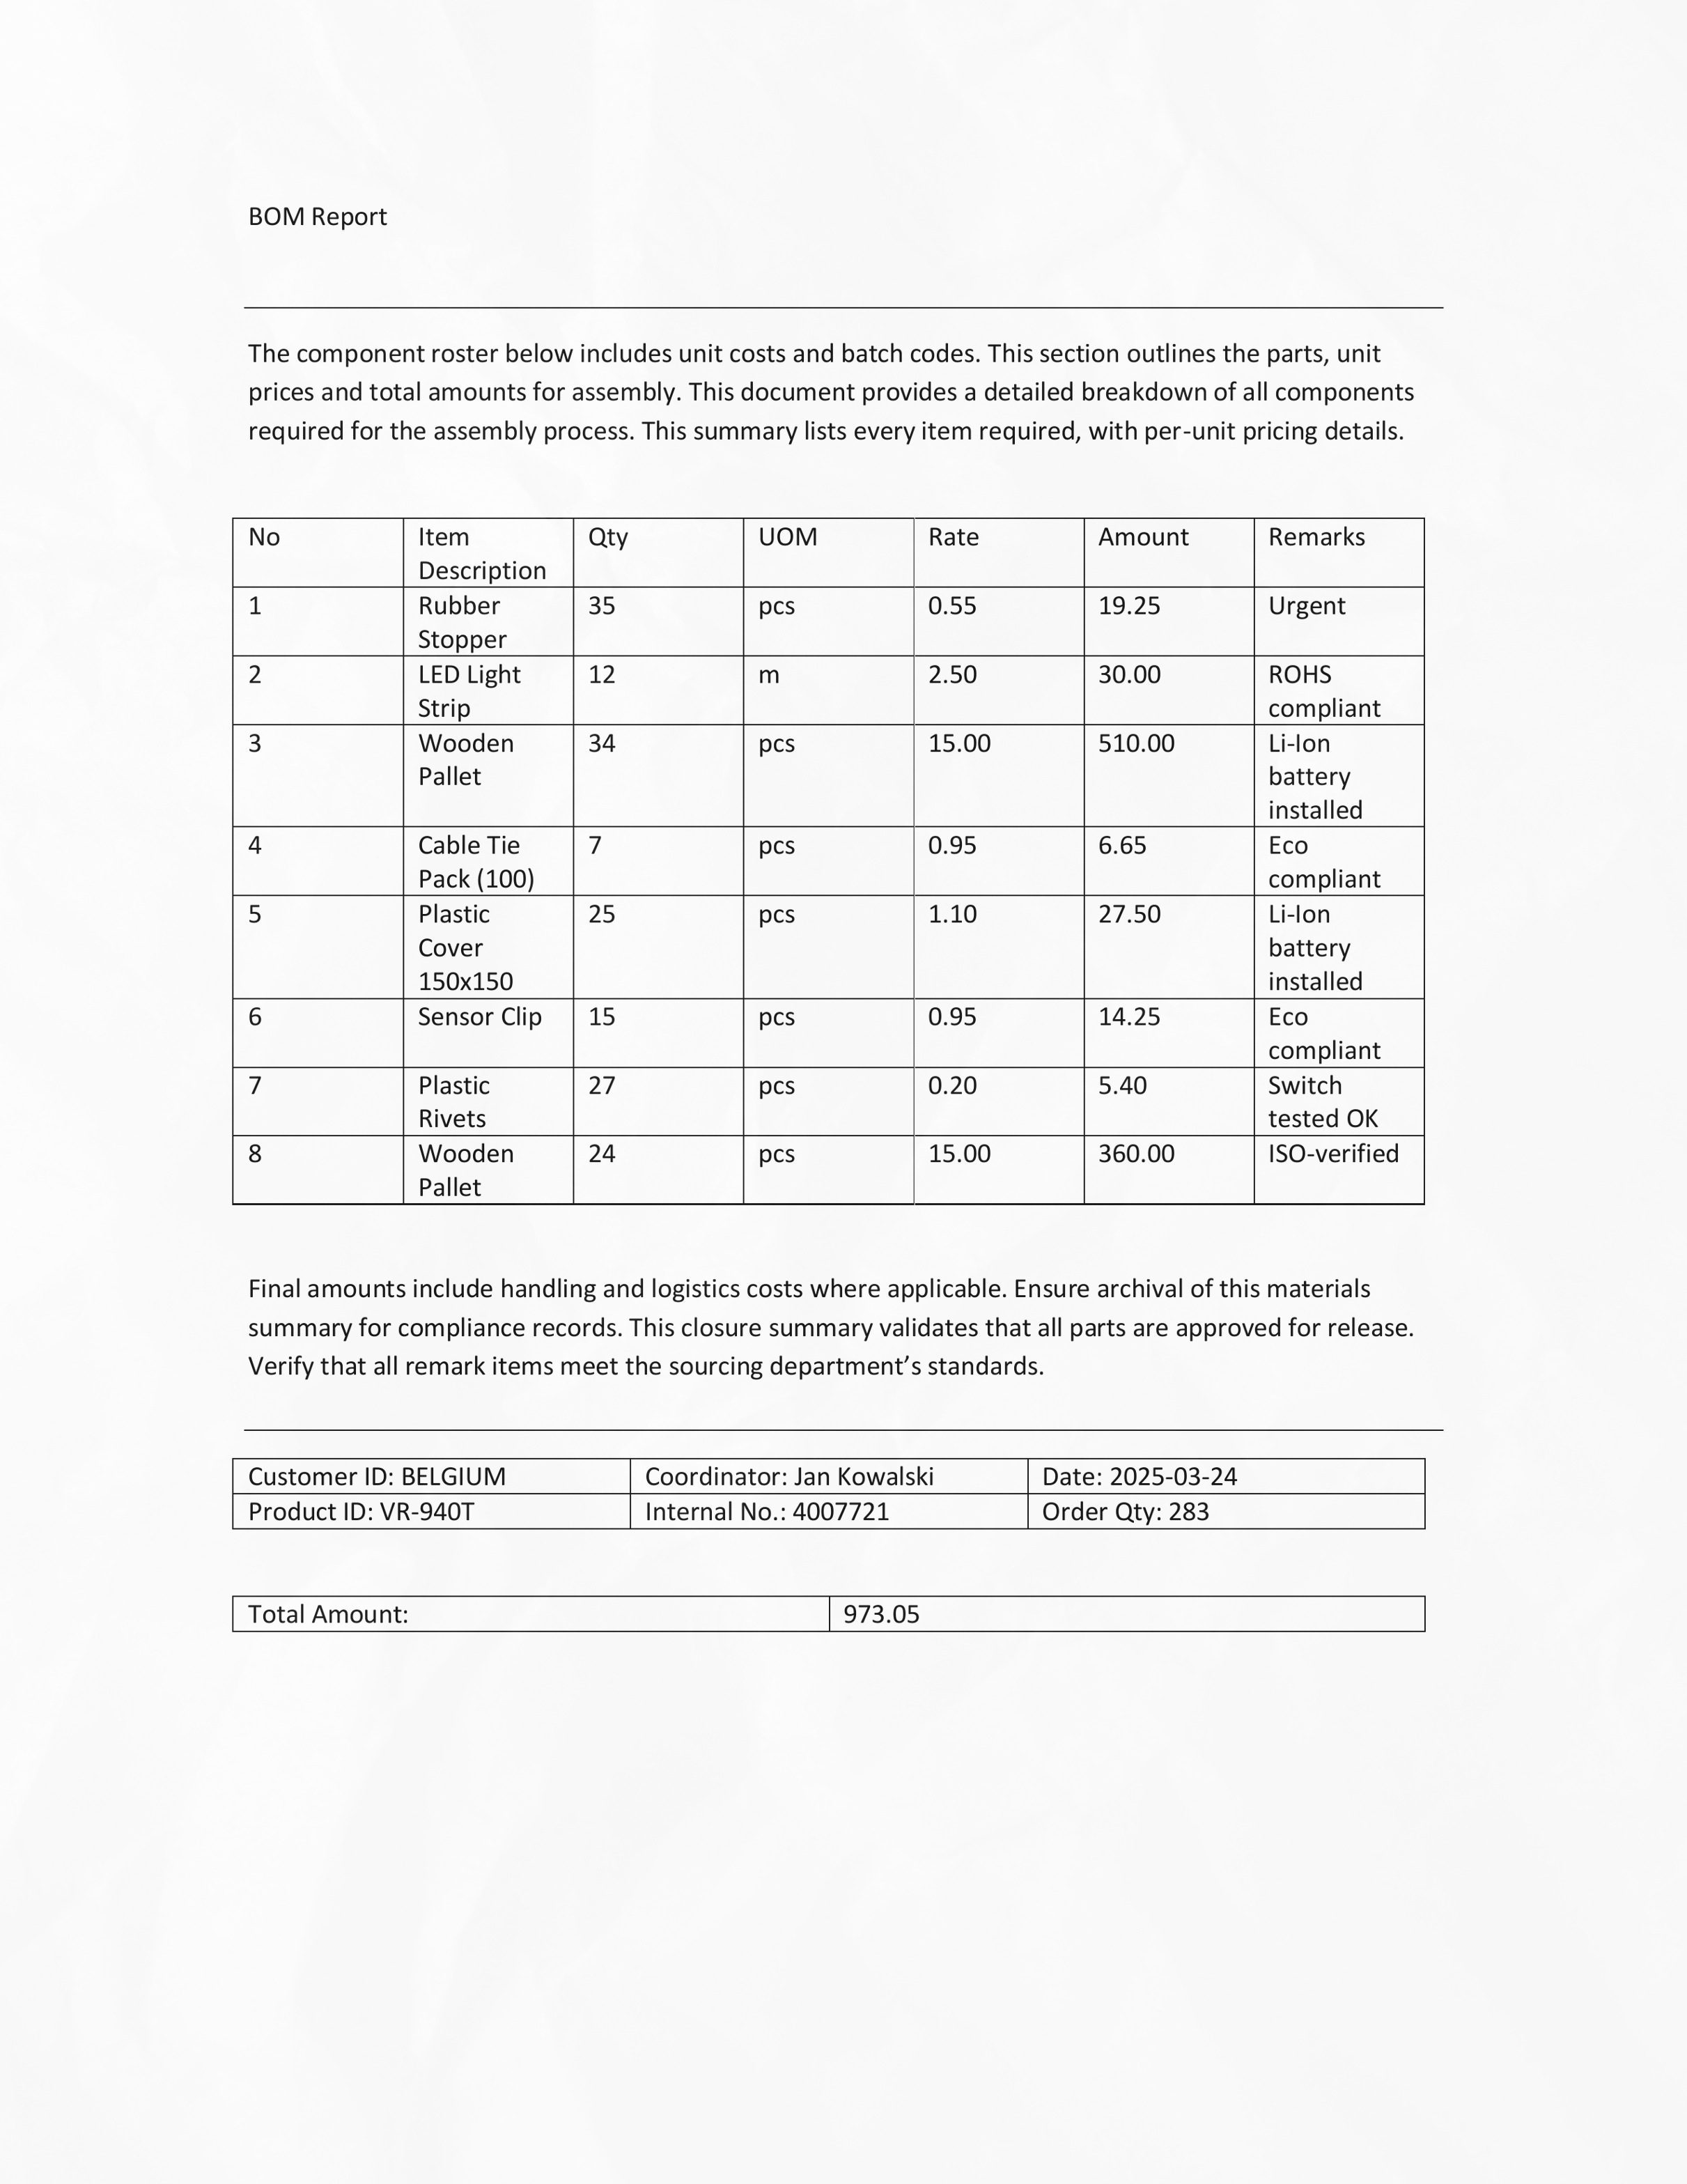 BOM Report
The component roster below includes unit costs and batch codes. This section outlines the parts, unit
prices and total amounts for assembly. This document provides a detailed breakdown of all components
required for the assembly process. This summary lists every item required, with per-unit pricing details.
No Item Description Qty UOM Rate Amount Remarks
1 Rubber Stopper 35 pcs 0.55 19.25 Urgent
2 LED Light Strip 12 m 2.50 30.00 ROHS compliant
3 Wooden Pallet 34 pcs 15.00 510.00 Li-Ion battery installed
4 Cable Tie Pack (100) 7 pcs 0.95 6.65 Eco compliant
5 Plastic Cover 150x150 25 pcs 1.10 27.50 Li-Ion battery installed
6 Sensor Clip 15 pcs 0.95 14.25 Eco compliant
7 Plastic Rivets 27 pcs 0.20 5.40 Switch tested OK
8 Wooden Pallet 24 pcs 15.00 360.00 ISO-verified
Final amounts include handling and logistics costs where applicable. Ensure archival of this materials
summary for compliance records. This closure summary validates that all parts are approved for release.
Verify that all remark items meet the sourcing department’s standards.
Customer ID: BELGIUM Coordinator: Jan Kowalski Date: 2025-03-24
Product ID: VR-940T Internal No.: 4007721 Order Qty: 283
Total Amount: 973.05